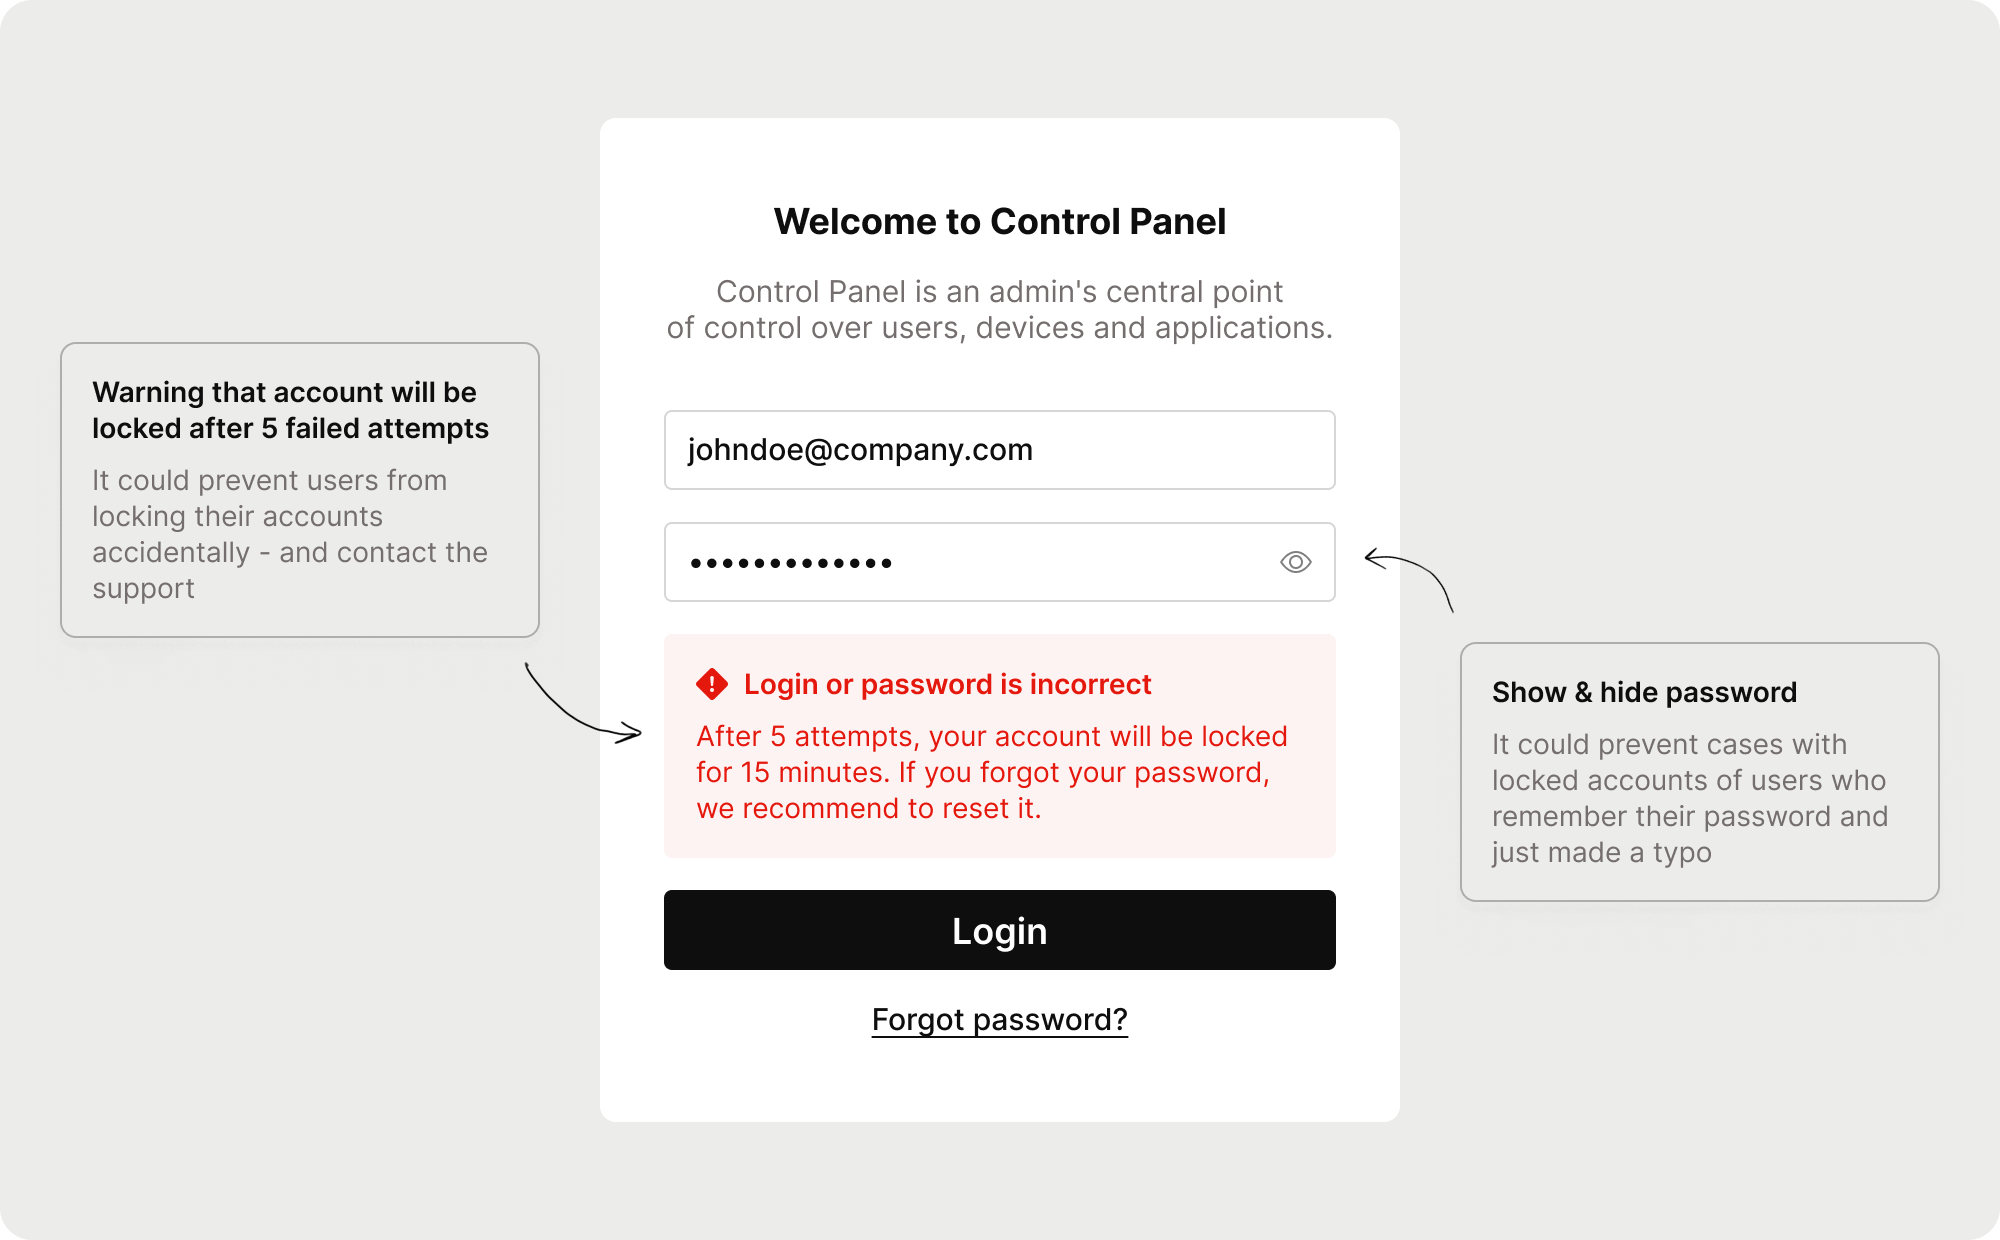 Welcome to Control Panel
Control Panel is an admin's central point
of control over users, devices and applications.
Warning that account will be
locked after 5 failed attempts
It could prevent users from
locking their accounts
accidentally - and contact the
support
johndoe@company.com
•••••••••••••
Login or password is incorrect
After 5 attempts, your account will be locked
for 15 minutes. If you forgot your password,
we recommend to reset it.
Show & hide password
It could prevent cases with
locked accounts of users who
remember their password and
just made a typo
Login
Forgot password?